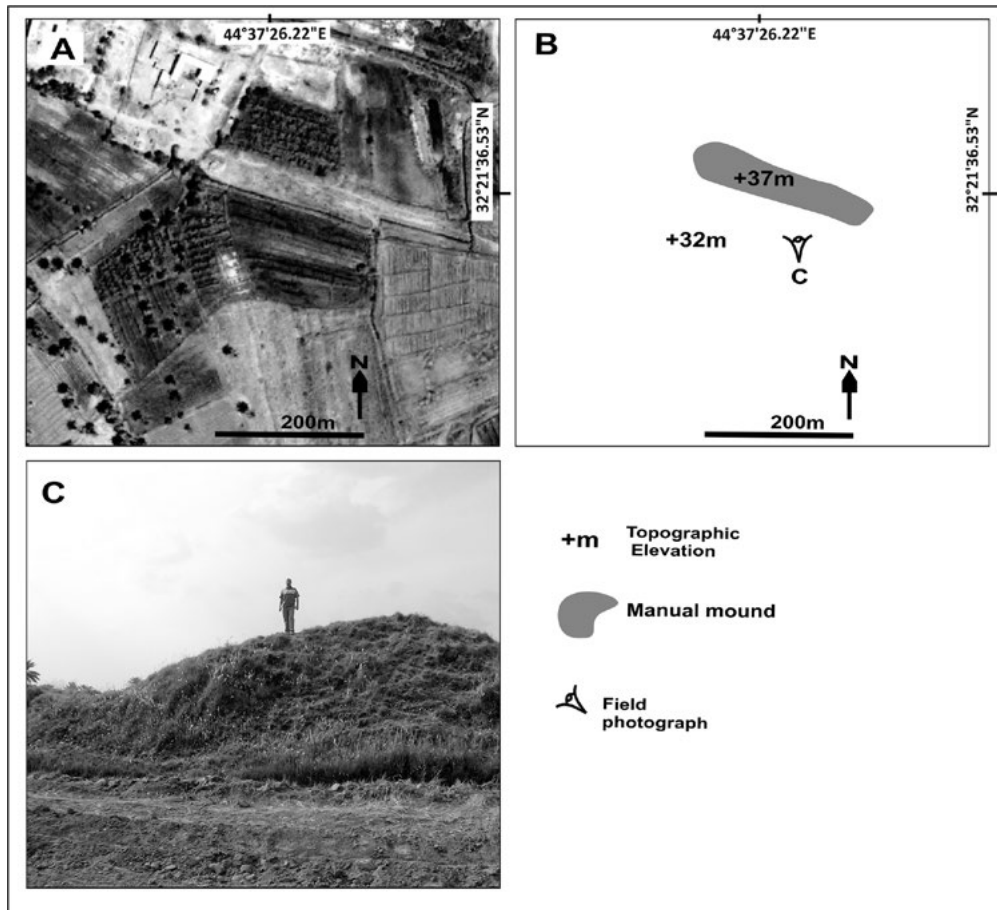 A
44°37'26.22"E
32°21'36.53"N
N
200m
B
44°37'26.22"E
32°21'36.53"N
+37m
+32m
C
N
200m
C
+m
Topographic
Elevation
Manual mound
Field
photograph